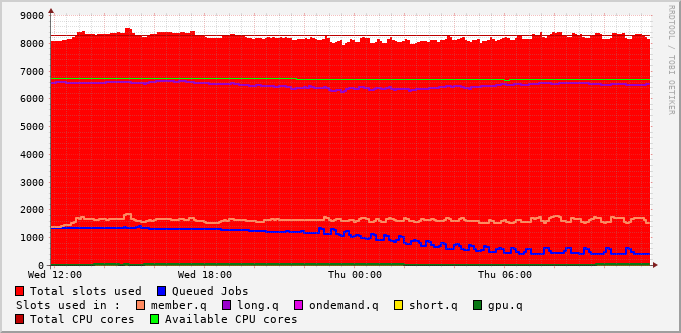 9000
8000
7000
6000
5000
4000
3000
2000
1000
0
Wed 12:00 Wed 18:00 Thu 00:00 Thu 06:00
Total slots used Queued Jobs
Slots used in : member.q long.q ondemand.q short.q gpu.q
Total CPU cores Available CPU cores
RRDTOOL / TOBI OETIKER